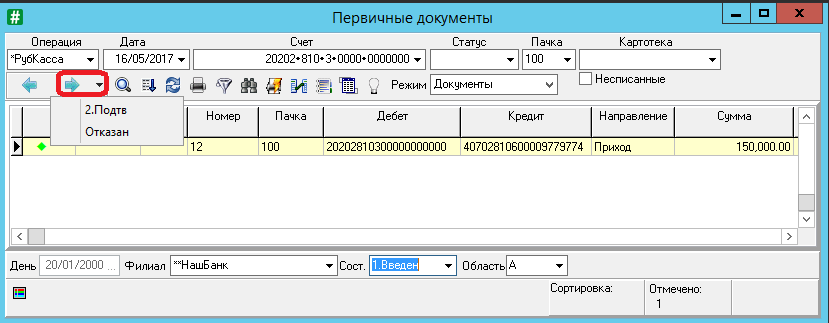 Первичные документы
Операция Дата Счет Статус Пачка Картотека
*РубКасса 16/05/2017 20202•810•3•0000•0000000 100
Режим Документы Несписанные
2.Подтв
Отказан
Номер Пачка Дебет Кредит Направление Сумма
12 100 20202810300000000000 40702810600009779774 Приход 150,000.00
День 20/01/2000 ... Филиал **НашБанк Сост. 1.Введен Область А
Сортировка: Отмечено:
1